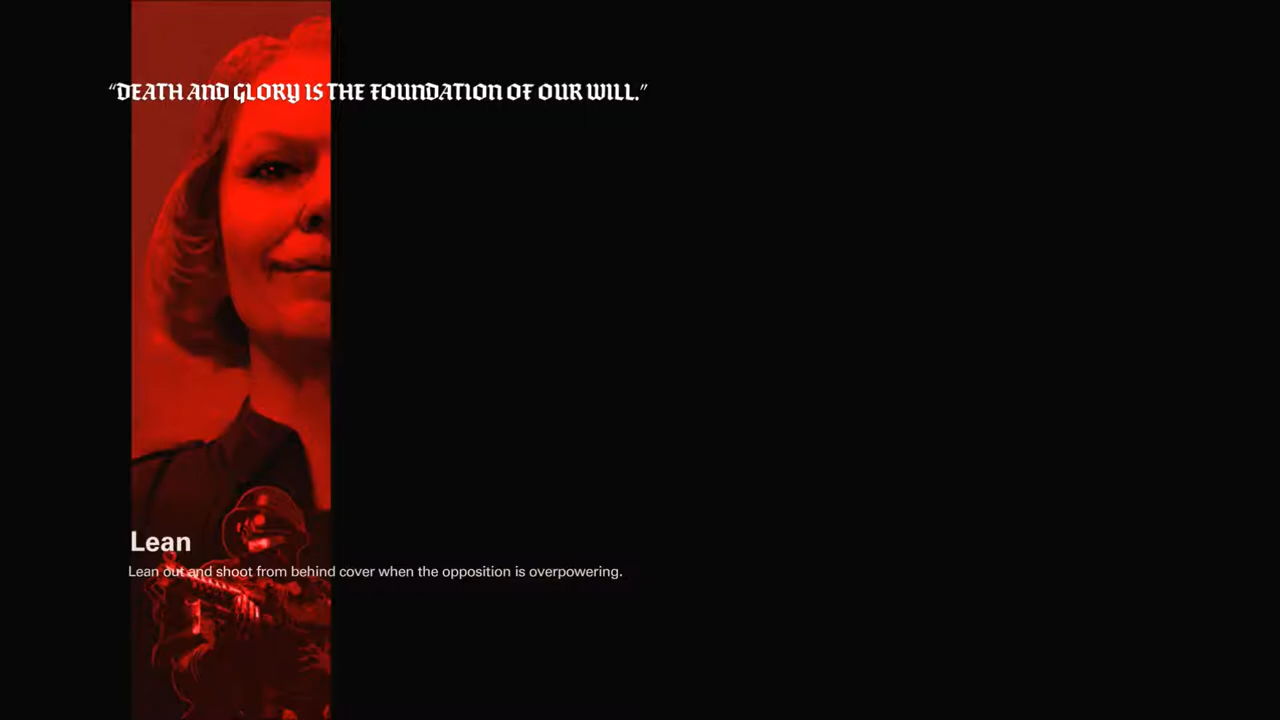 “DEATH AND GLORY IS THE FOUNDATION OF OUR WILL.”
Lean
Lean out and shoot from behind cover when the opposition is overpowering.